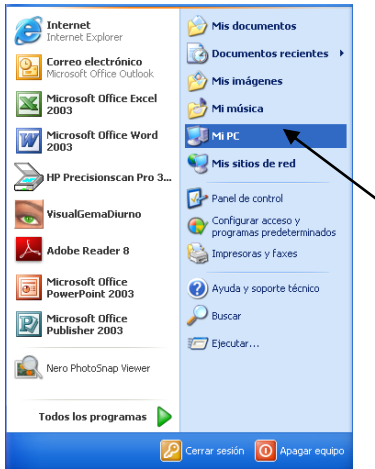 Internet
Internet Explorer
Correo electrónico
Microsoft Office Outlook
Microsoft Office Excel
2003
Microsoft Office Word
2003
HP Precisionscan Pro 3...
VisualGemaDiurno
Adobe Reader 8
Microsoft Office
PowerPoint 2003
Microsoft Office
Publisher 2003
Nero PhotoSnap Viewer
Todos los programas
Mis documentos
Documentos recientes
Mis imágenes
Mi música
Mi PC
Mis sitios de red
Panel de control
Configurar acceso y
programas predeterminados
Impresoras y faxes
Ayuda y soporte técnico
Buscar
Ejecutar...
Cerrar sesión
Apagar equipo